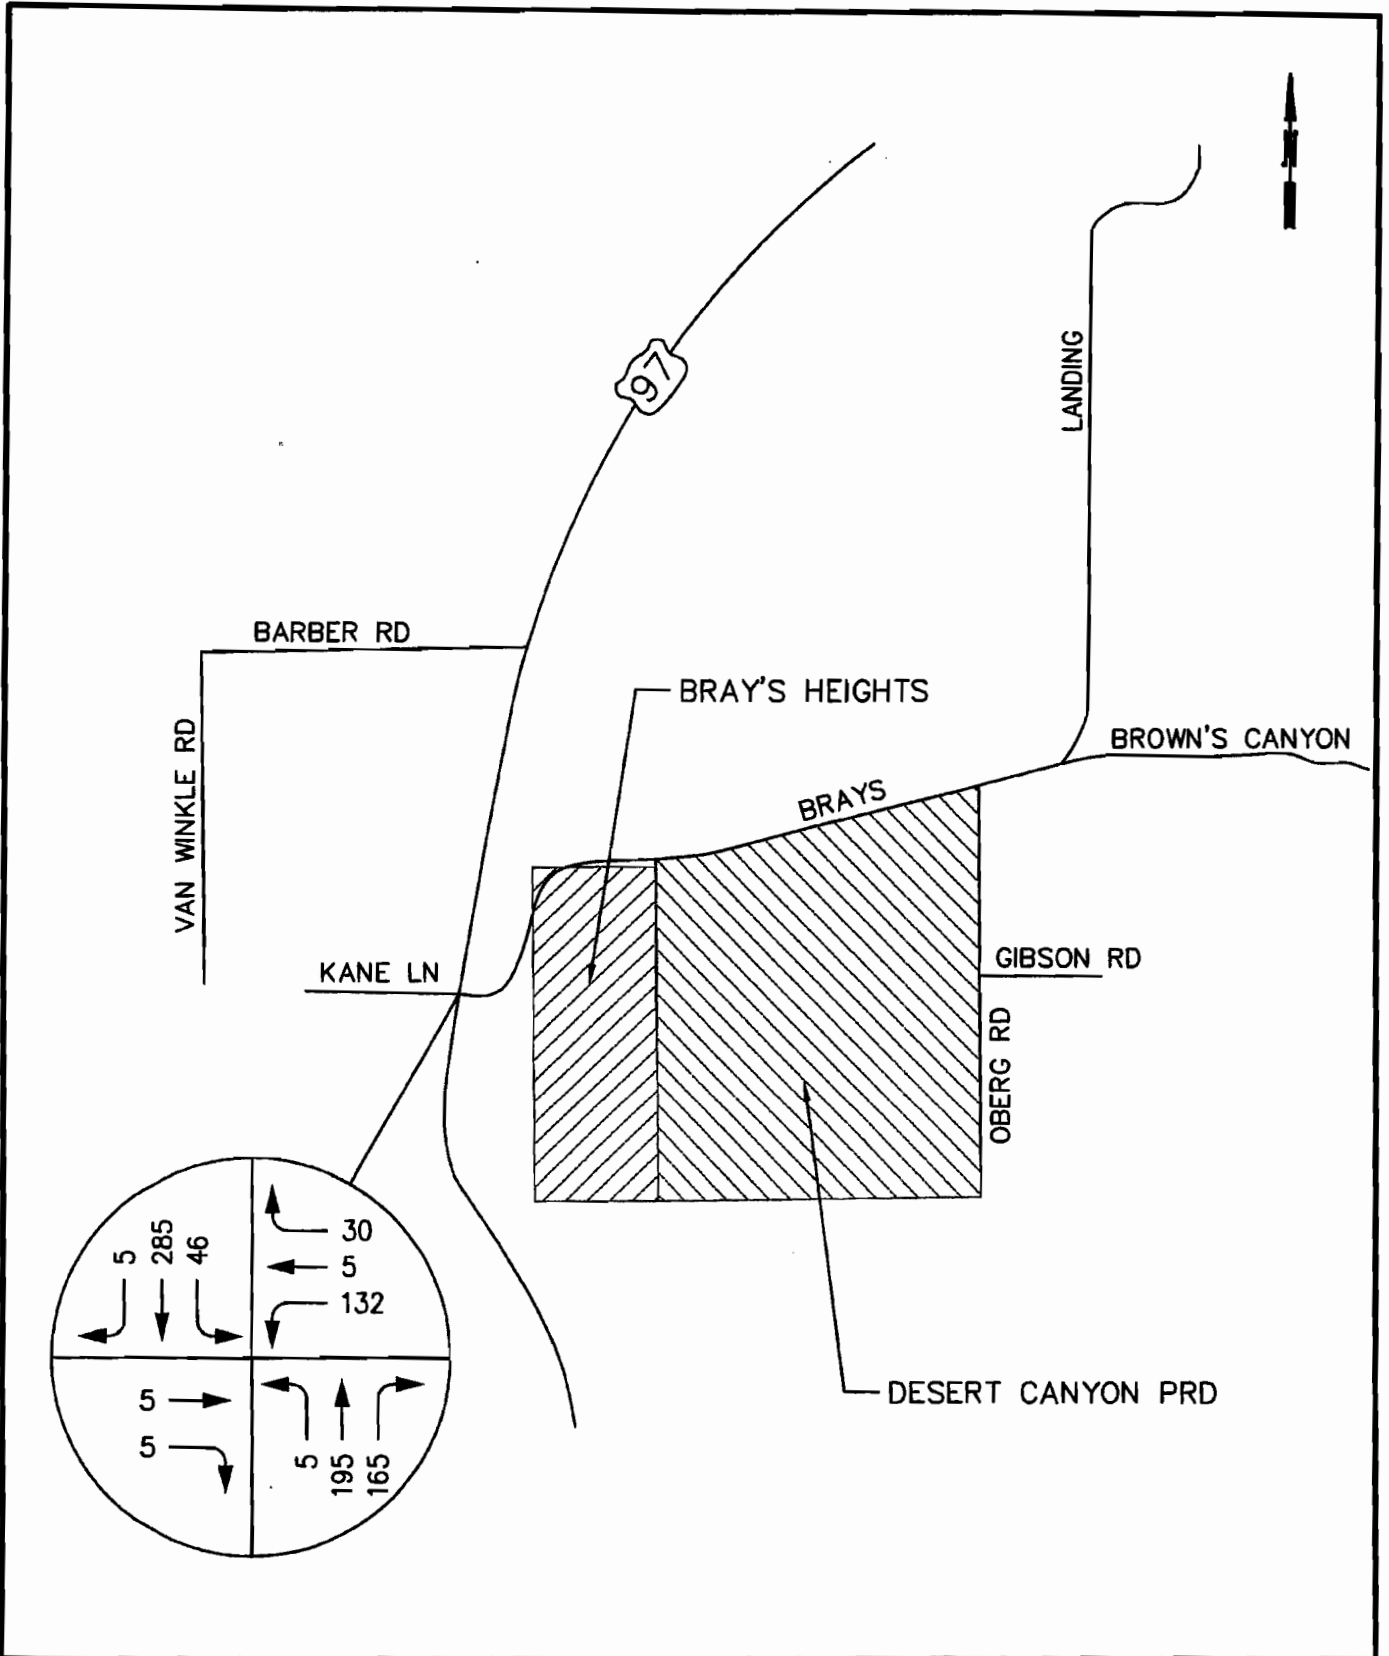 N
97
LANDING
BARBER RD
BRAY'S HEIGHTS
VAN WINKLE RD
BROWN'S CANYON
BRAYS
KANE LN
GIBSON RD
OBERG RD
5
285
46
30
5
132
5
5
5
195
165
DESERT CANYON PRD